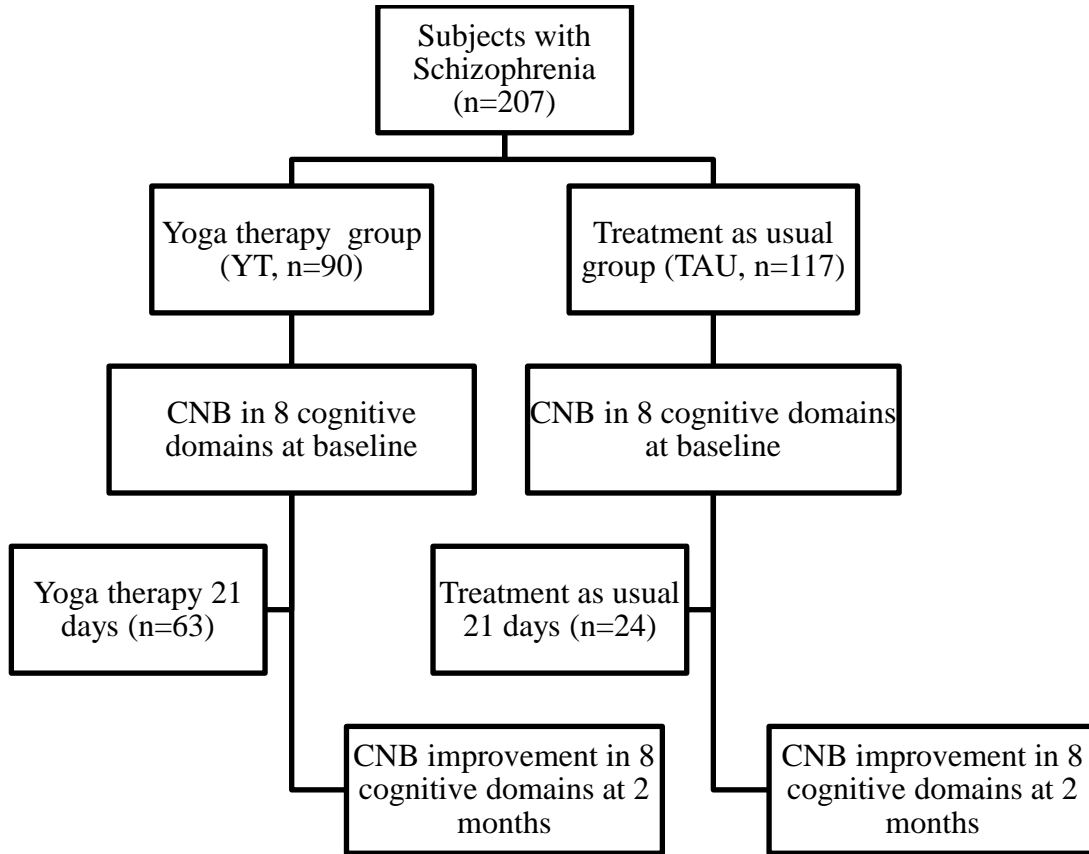 Subjects with
Schizophrenia
(n=207)
Yoga therapy  group
(YT, n=90)
Treatment as usual
group (TAU, n=117)
CNB in 8 cognitive
domains at baseline
CNB in 8 cognitive domains
at baseline
Yoga therapy 21
days (n=63)
Treatment as usual
21 days (n=24)
CNB improvement in 8
cognitive domains at 2
months
CNB improvement in 8
cognitive domains at 2
months